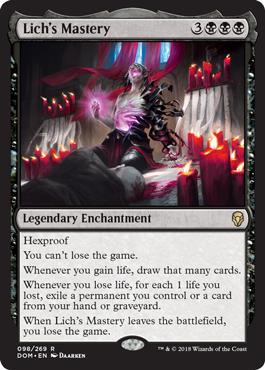 Lich's Mastery 3
Legendary Enchantment
Hexproof
You can't lose the game.
Whenever you gain life, draw that many cards.
Whenever you lose life, for each 1 life you
lost, exile a permanent you control or a card
from your hand or graveyard.
When Lich's Mastery leaves the battlefield,
you lose the game.
098/269 R
DOM • EN DAARKEN
™ & © 2018 Wizards of the Coast